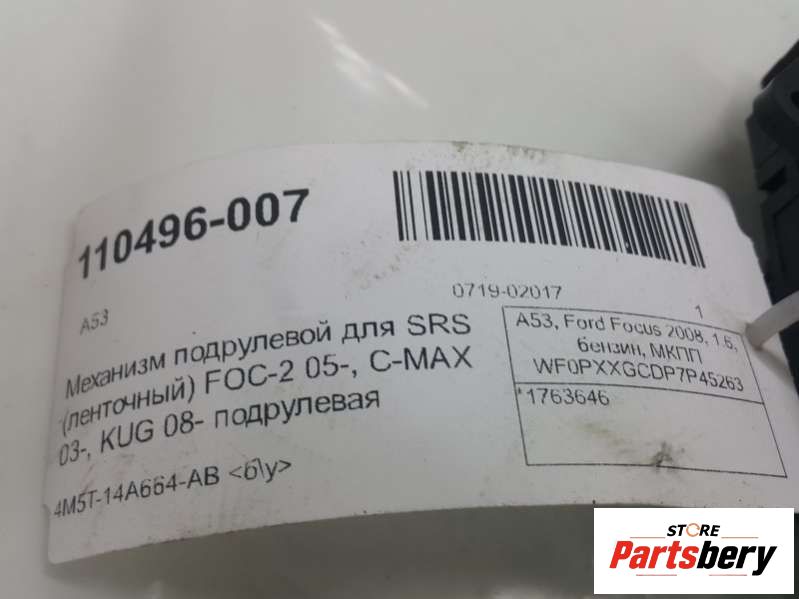 110496-007
A53
0719-02017
1
Механизм подрулевой для SRS
(ленточный) FOC-2 05-, C-MAX
03-, KUG 08- подрулевая
4M5T-14A664-AB <б\у>
A53, Ford Focus 2008, 1.6,
бензин, МКПП
WF0PXXGCDP7P45263
*1763646
STORE
Partsbery